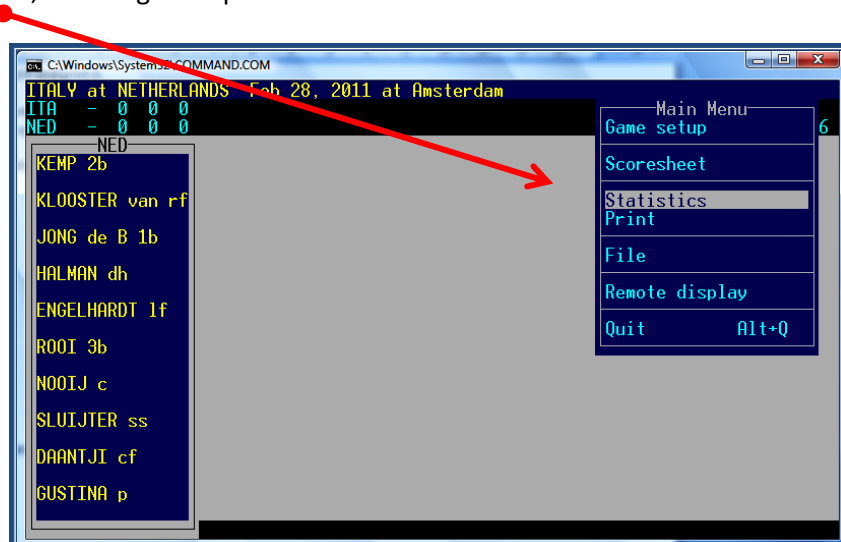 C:\Windows\System32\COMMAND.COM
ITALY at NETHERLANDS Feb 28, 2011 at Amsterdam
ITA - 0 0 0
NED - 0 0 0
6
NED
KEMP 2b
KLOOSTER van rf
JONG de B 1b
HALMAN dh
ENGELHARDT lf
ROOI 3b
NOOIJ c
SLUIJTER ss
DAANTJI cf
GUSTINA p
Main Menu
Game setup
Scoresheet
Statistics
Print
File
Remote display
Quit Alt+Q